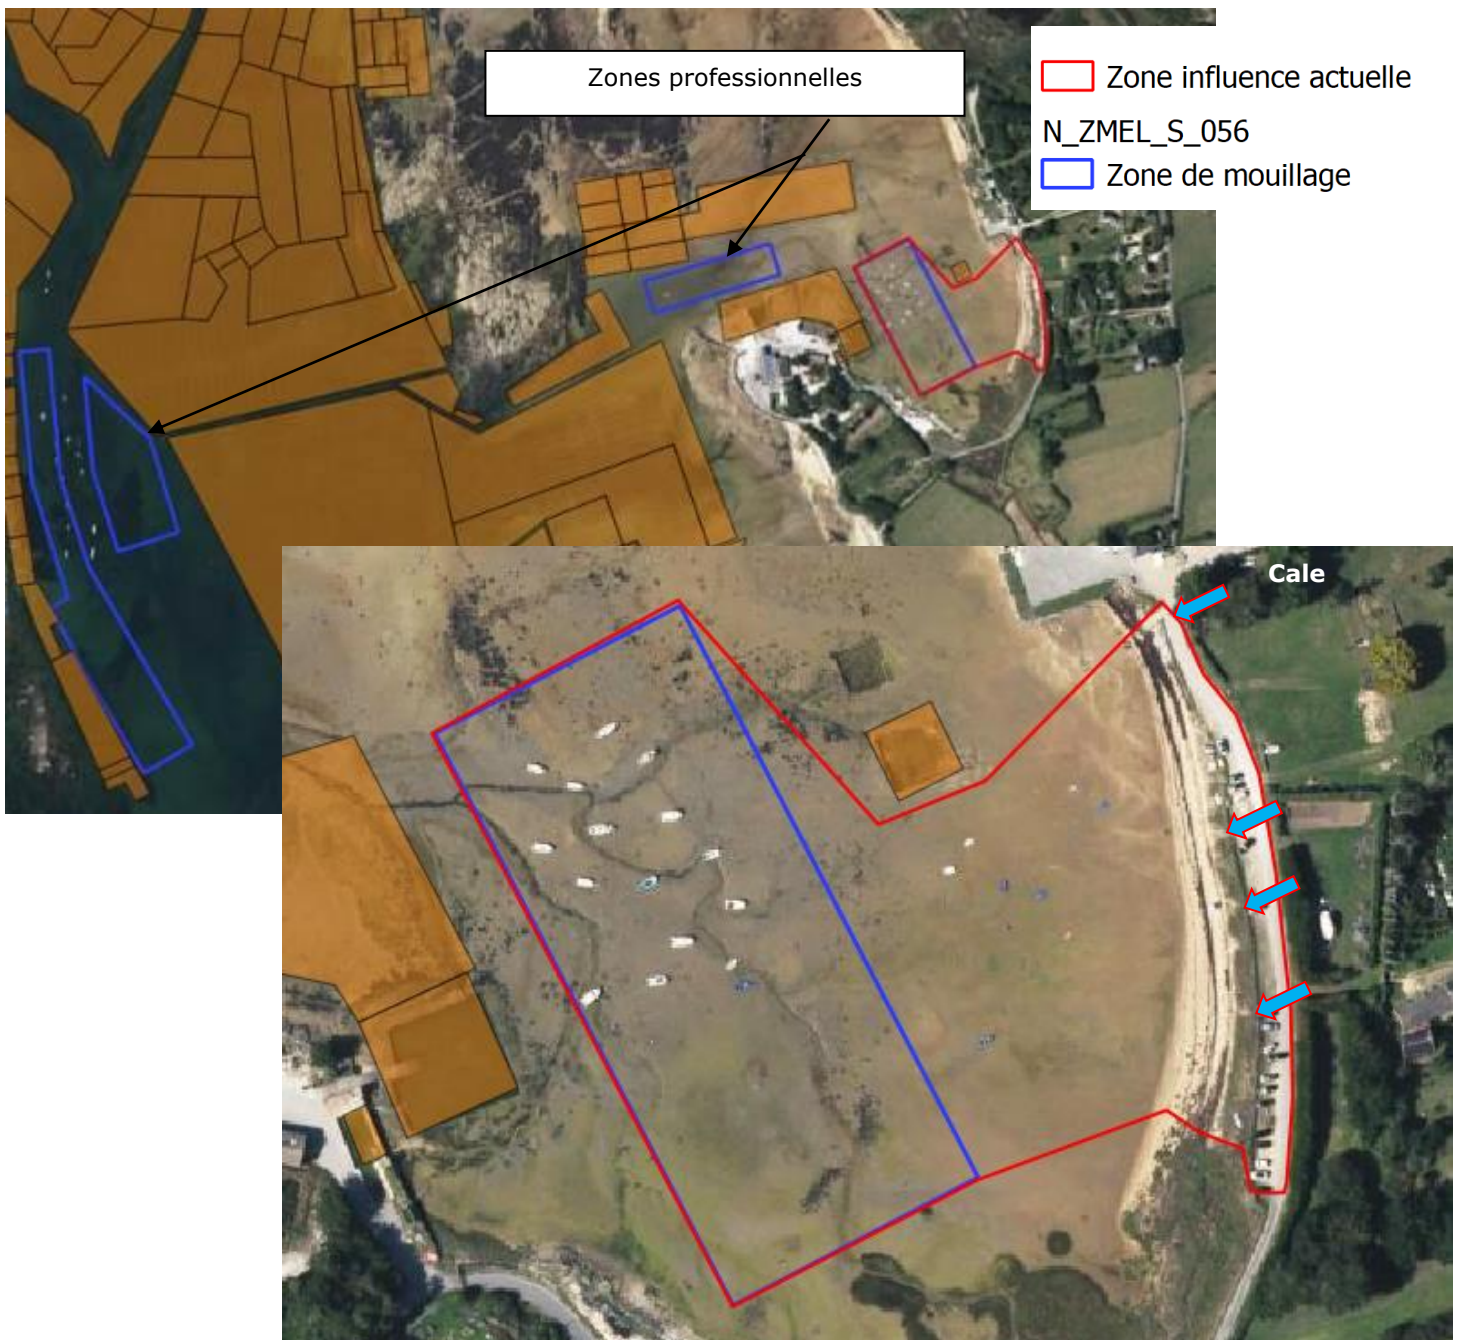 Zones professionnelles
Zone influence actuelle
N_ZMEL_S_056
Zone de mouillage
Cale